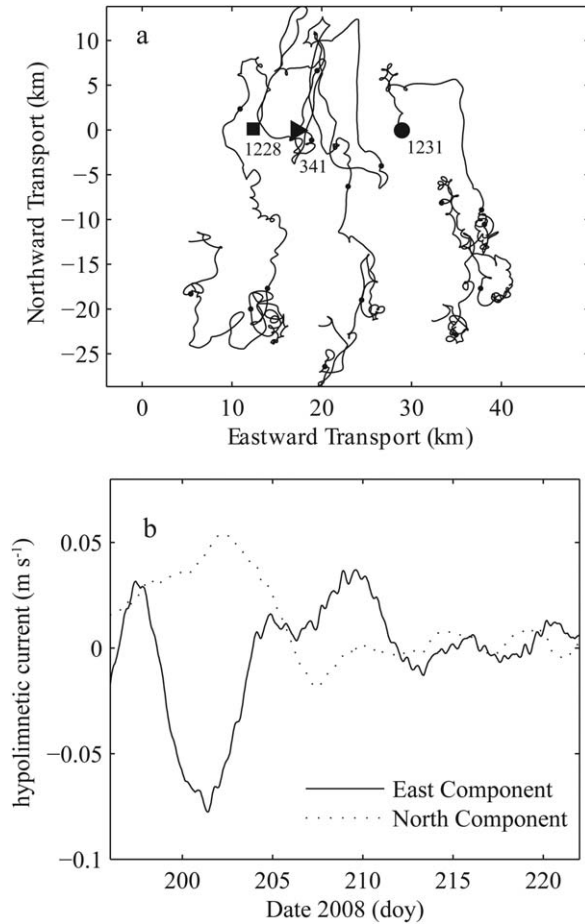 a
10
5
0
−5
−10
−15
−20
−25
Northward Transport (km)
1228
341
1231
0 10 20 30 40
Eastward Transport (km)
b
0.05
0
−0.05
−0.1
hypolimnetic current (m s-1)
East Component
North Component
200 205 210 215 220
Date 2008 (doy)